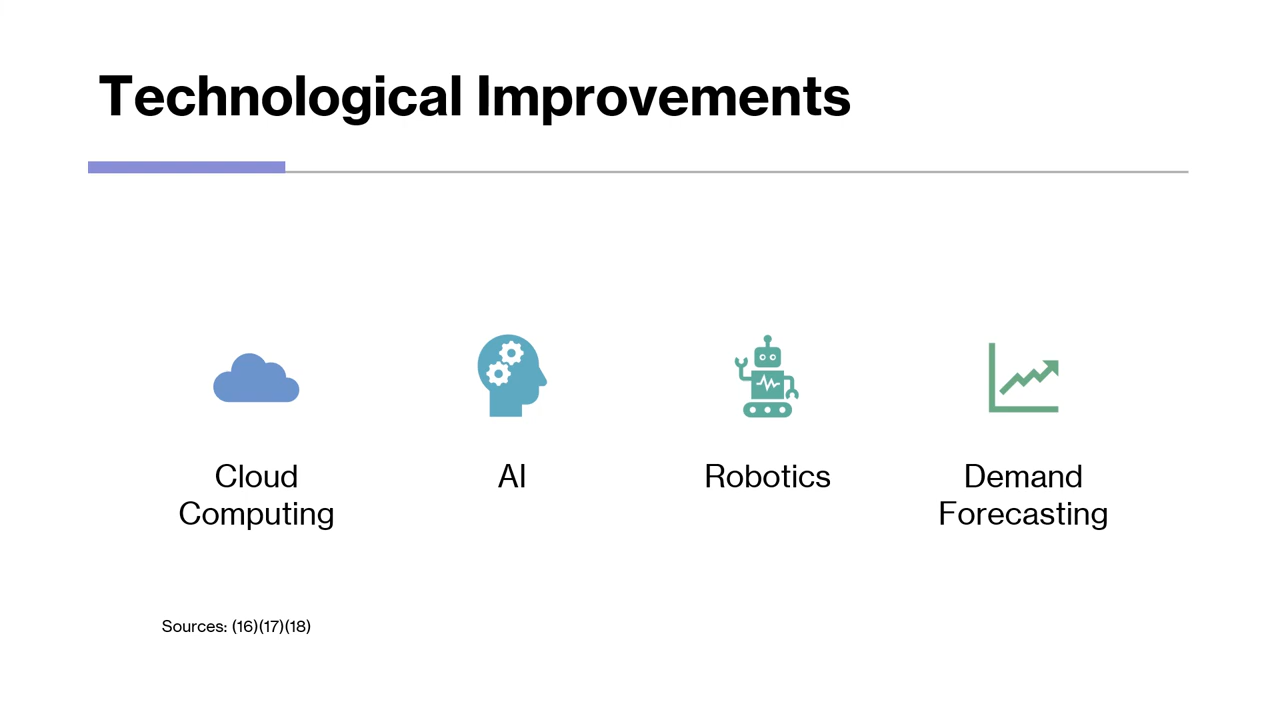 Technological Improvements
Cloud
Computing
AI
Robotics
Demand
Forecasting
Sources: (16)(17)(18)